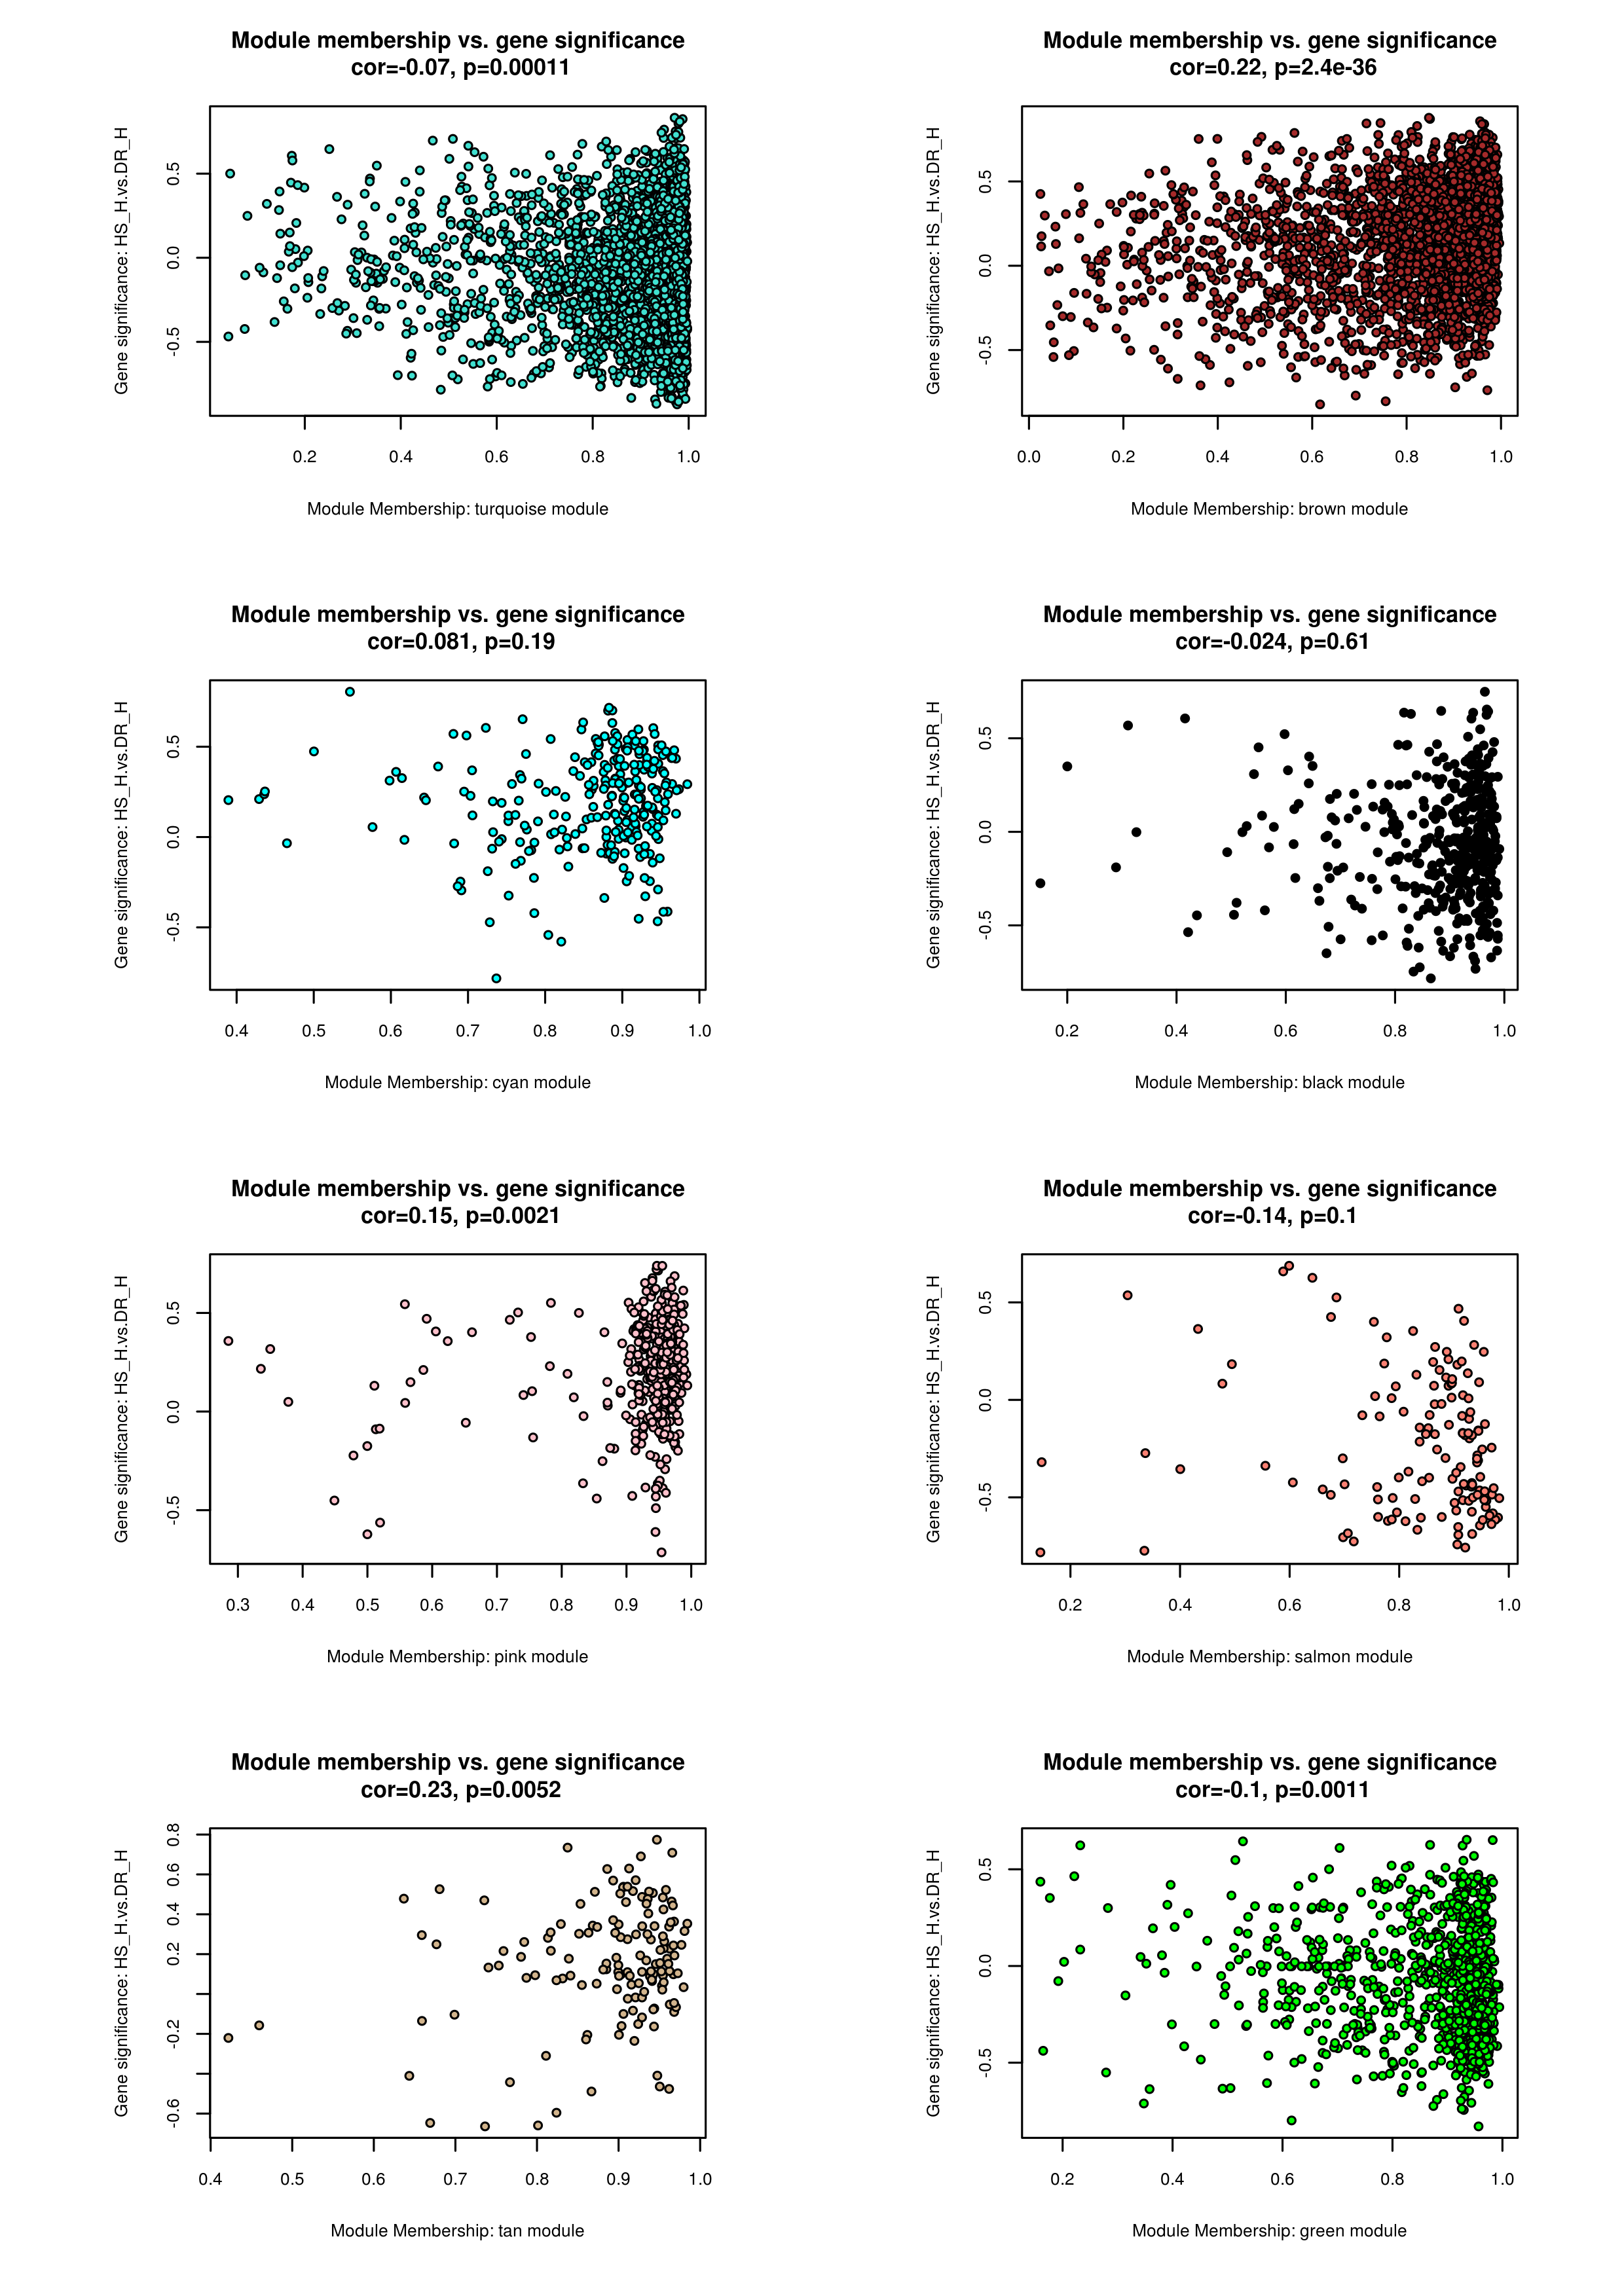 Module membership vs. gene significance
cor=-0.07, p=0.00011
Gene significance: HS_H.vs.DR_H
0.5
0.0
-0.5
0.2 0.4 0.6 0.8 1.0
Module Membership: turquoise module
Module membership vs. gene significance
cor=0.22, p=2.4e-36
Gene significance: HS_H.vs.DR_H
0.5
0.0
-0.5
0.0 0.2 0.4 0.6 0.8 1.0
Module Membership: brown module
Module membership vs. gene significance
cor=0.081, p=0.19
Gene significance: HS_H.vs.DR_H
0.5
0.0
-0.5
0.4 0.5 0.6 0.7 0.8 0.9 1.0
Module Membership: cyan module
Module membership vs. gene significance
cor=-0.024, p=0.61
Gene significance: HS_H.vs.DR_H
0.5
0.0
-0.5
0.2 0.4 0.6 0.8 1.0
Module Membership: black module
Module membership vs. gene significance
cor=0.15, p=0.0021
Gene significance: HS_H.vs.DR_H
0.5
0.0
-0.5
0.3 0.4 0.5 0.6 0.7 0.8 0.9 1.0
Module Membership: pink module
Module membership vs. gene significance
cor=-0.14, p=0.1
Gene significance: HS_H.vs.DR_H
0.5
0.0
-0.5
0.2 0.4 0.6 0.8 1.0
Module Membership: salmon module
Module membership vs. gene significance
cor=0.23, p=0.0052
Gene significance: HS_H.vs.DR_H
0.8
0.6
0.4
0.2
-0.2
-0.6
0.4 0.5 0.6 0.7 0.8 0.9 1.0
Module Membership: tan module
Module membership vs. gene significance
cor=-0.1, p=0.0011
Gene significance: HS_H.vs.DR_H
0.5
0.0
-0.5
0.2 0.4 0.6 0.8 1.0
Module Membership: green module